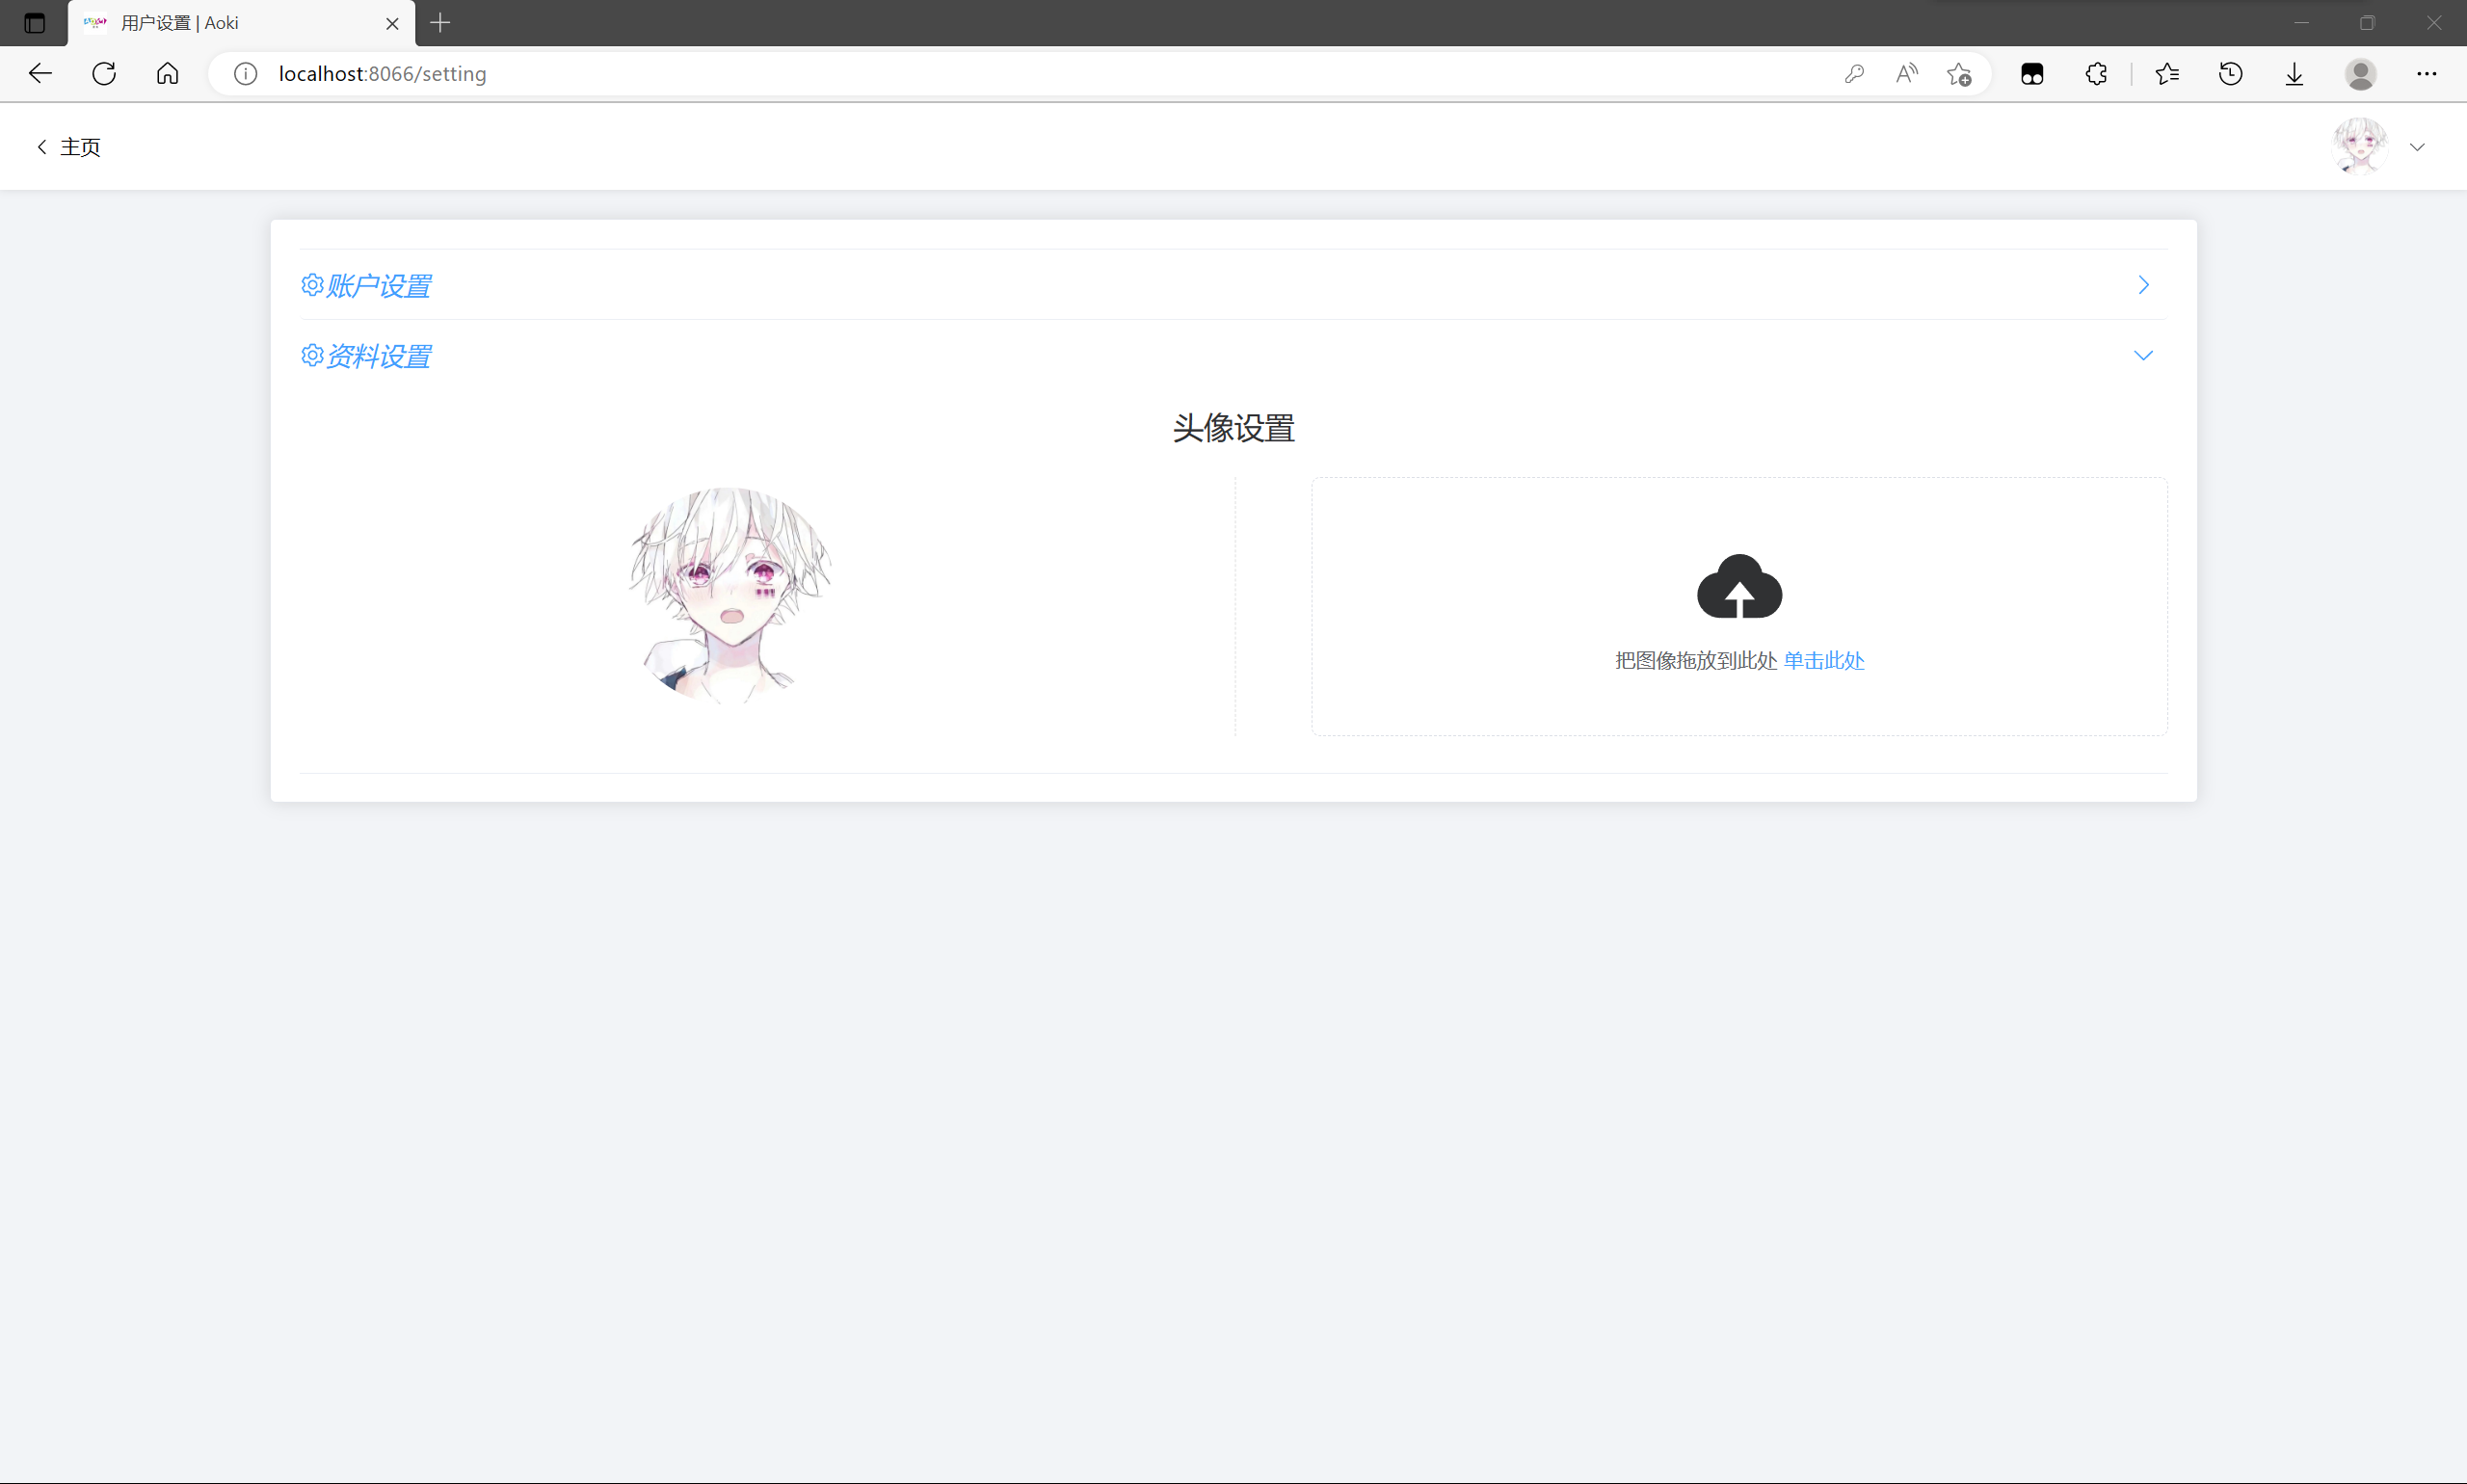 用户设置 | Aoki
localhost:8066/setting
主页
账户设置
资料设置
头像设置
把图像拖放到此处 单击此处